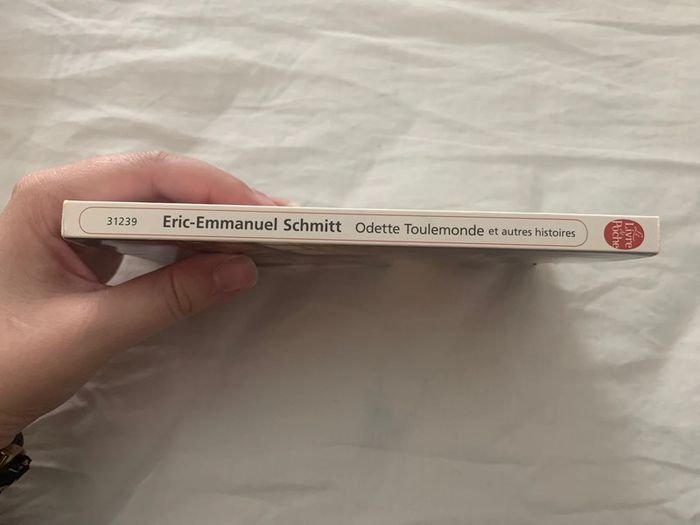 31239 Eric-Emmanuel Schmitt Odette Toulemonde et autres histoires
Le
Livre
de
Poche